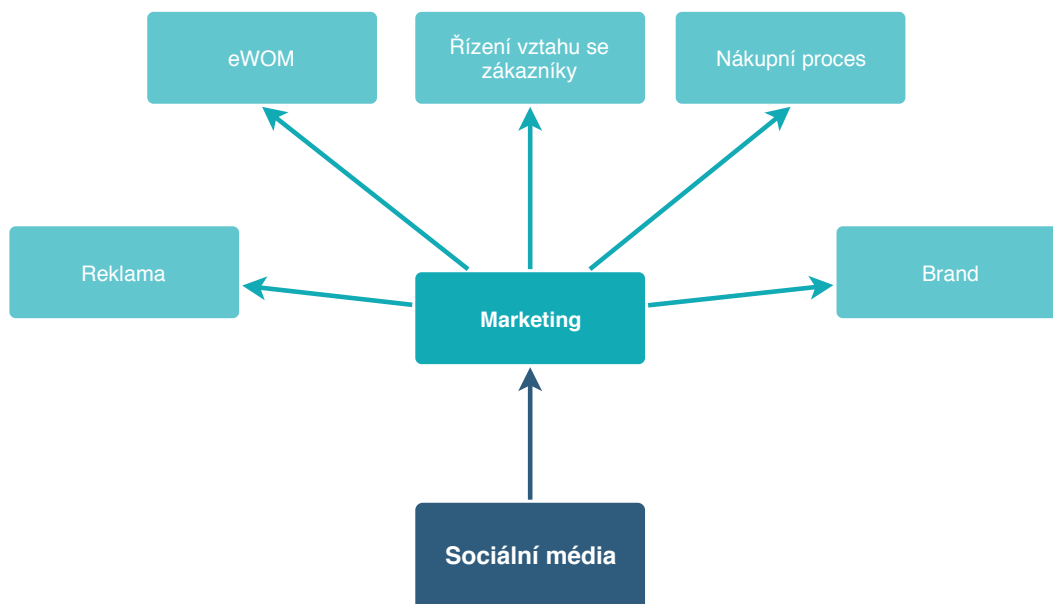 eWOM
Řízení vztahu se
zákazníky
Nákupní proces
Reklama
Brand
Marketing
Sociální média